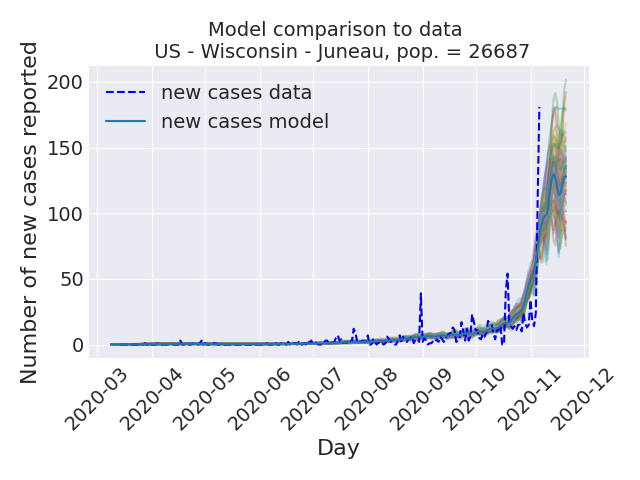 Model comparison to data
US - Wisconsin - Juneau, pop. = 26687
Number of new cases reported
200
150
100
50
0
new cases data
new cases model
2020-03
2020-04
2020-05
2020-06
2020-07
2020-08
2020-09
2020-10
2020-11
2020-12
Day